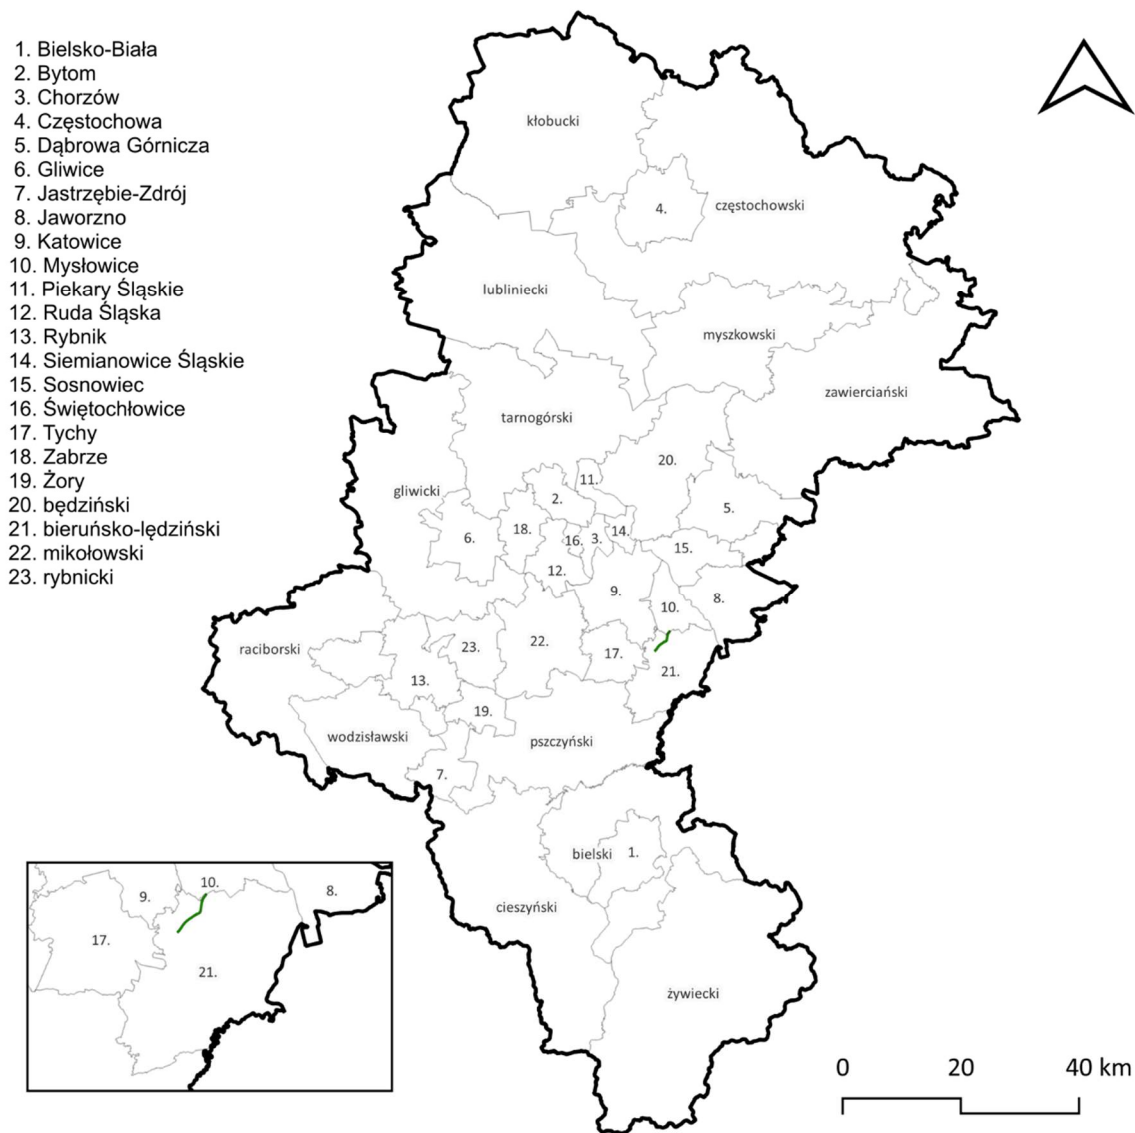 1. Bielsko-Biała
2. Bytom
3. Chorzów
4. Częstochowa
5. Dąbrowa Górnicza
6. Gliwice
7. Jastrzębie-Zdrój
8. Jaworzno
9. Katowice
10. Mysłowice
11. Piekary Śląskie
12. Ruda Śląska
13. Rybnik
14. Siemianowice Śląskie
15. Sosnowiec
16. Świętochłowice
17. Tychy
18. Zabrze
19. Żory
20. będziński
21. bieruńsko-lędziński
22. mikołowski
23. rybnicki
kłobucki
4.
częstochowski
lubliniecki
myszkowski
zawierciański
tarnogórski
20.
11.
gliwicki
2.
5.
6.
18.
16.
3.
14.
15.
12.
9.
10.
8.
raciborski
23.
22.
17.
21.
13.
19.
wodzisławski
pszczyński
7.
bielski
1.
cieszyński
żywiecki
10.
9.
8.
17.
21.
0 20 40 km